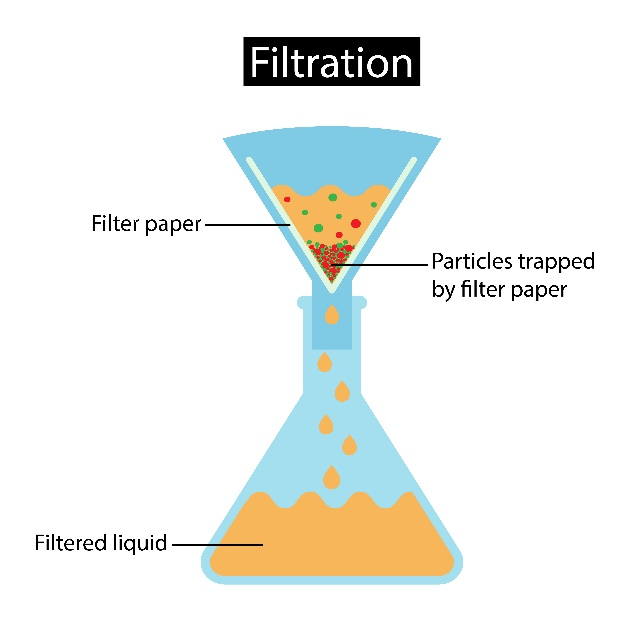 Filtration
Filter paper
Particles trapped
by filter paper
Filtered liquid